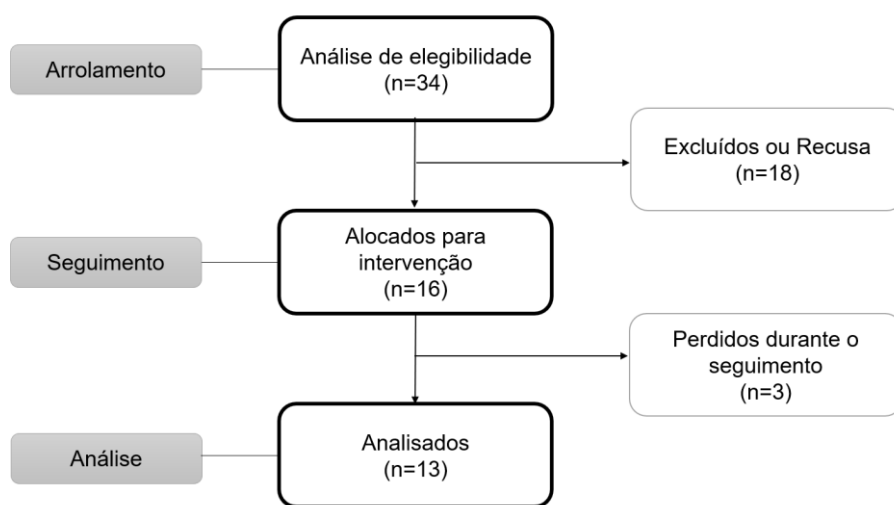 Arrolamento
Análise de elegibilidade
(n=34)
Excluídos ou Recusa
(n=18)
Seguimento
Alocados para
intervenção
(n=16)
Perdidos durante o
seguimento
(n=3)
Análise
Analisados
(n=13)